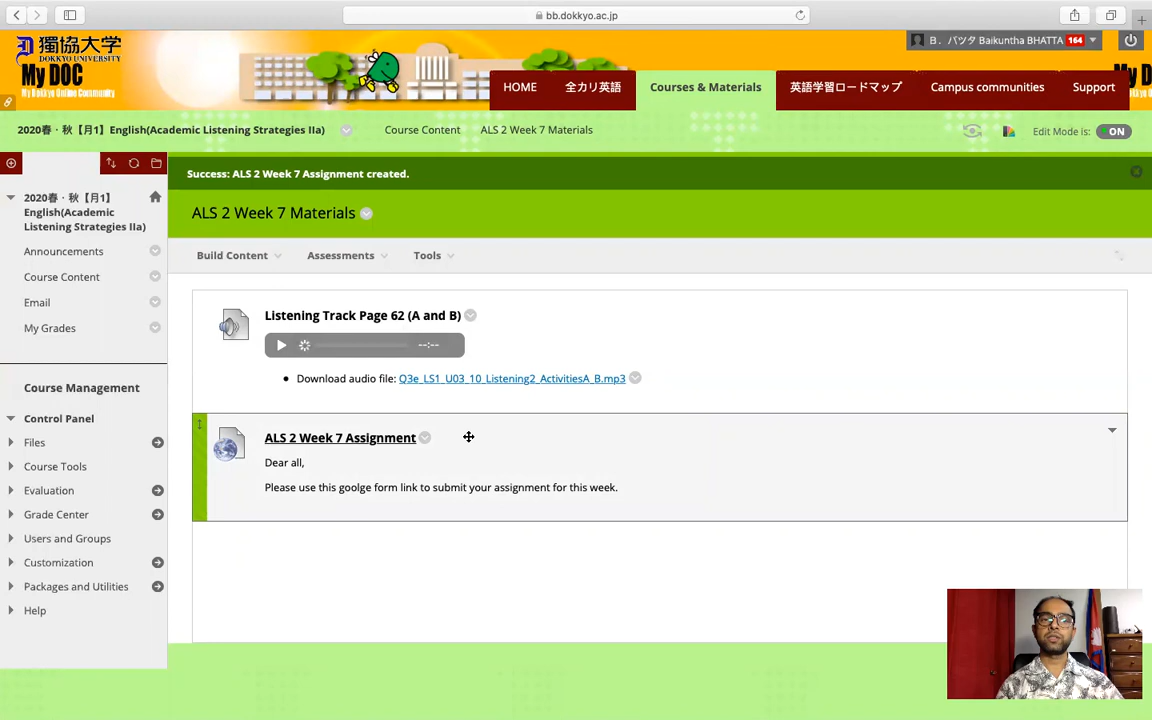 bb.dokkyo.ac.jp
獨協大学
DOKKYO UNIVERSITY
My DOC
My Dokkyo Online Community
B．バツタ Baikuntha BHATTA 164
HOME
全カリ英語
Courses & Materials
英語学習ロードマップ
Campus communities
Support
My D
2020春・秋【月1】English(Academic Listening Strategies IIa)
Course Content
ALS 2 Week 7 Materials
Edit Mode is:
ON
Success: ALS 2 Week 7 Assignment created.
2020春・秋【月1】
English(Academic
Listening Strategies IIa)
Announcements
Course Content
Email
My Grades
Course Management
Control Panel
Files
Course Tools
Evaluation
Grade Center
Users and Groups
Customization
Packages and Utilities
Help
ALS 2 Week 7 Materials
Build Content
Assessments
Tools
Listening Track Page 62 (A and B)
--:--
Download audio file: Q3e_LS1_U03_10_Listening2_ActivitiesA_B.mp3
ALS 2 Week 7 Assignment
Dear all,
Please use this goolge form link to submit your assignment for this week.